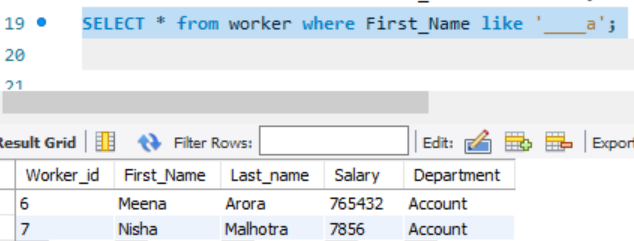 19 SELECT * from worker where First_Name like '____a';
20
21
Result Grid Filter Rows: Edit: Export
Worker_id First_Name Last_name Salary Department
6 Meena Arora 765432 Account
7 Nisha Malhotra 7856 Account